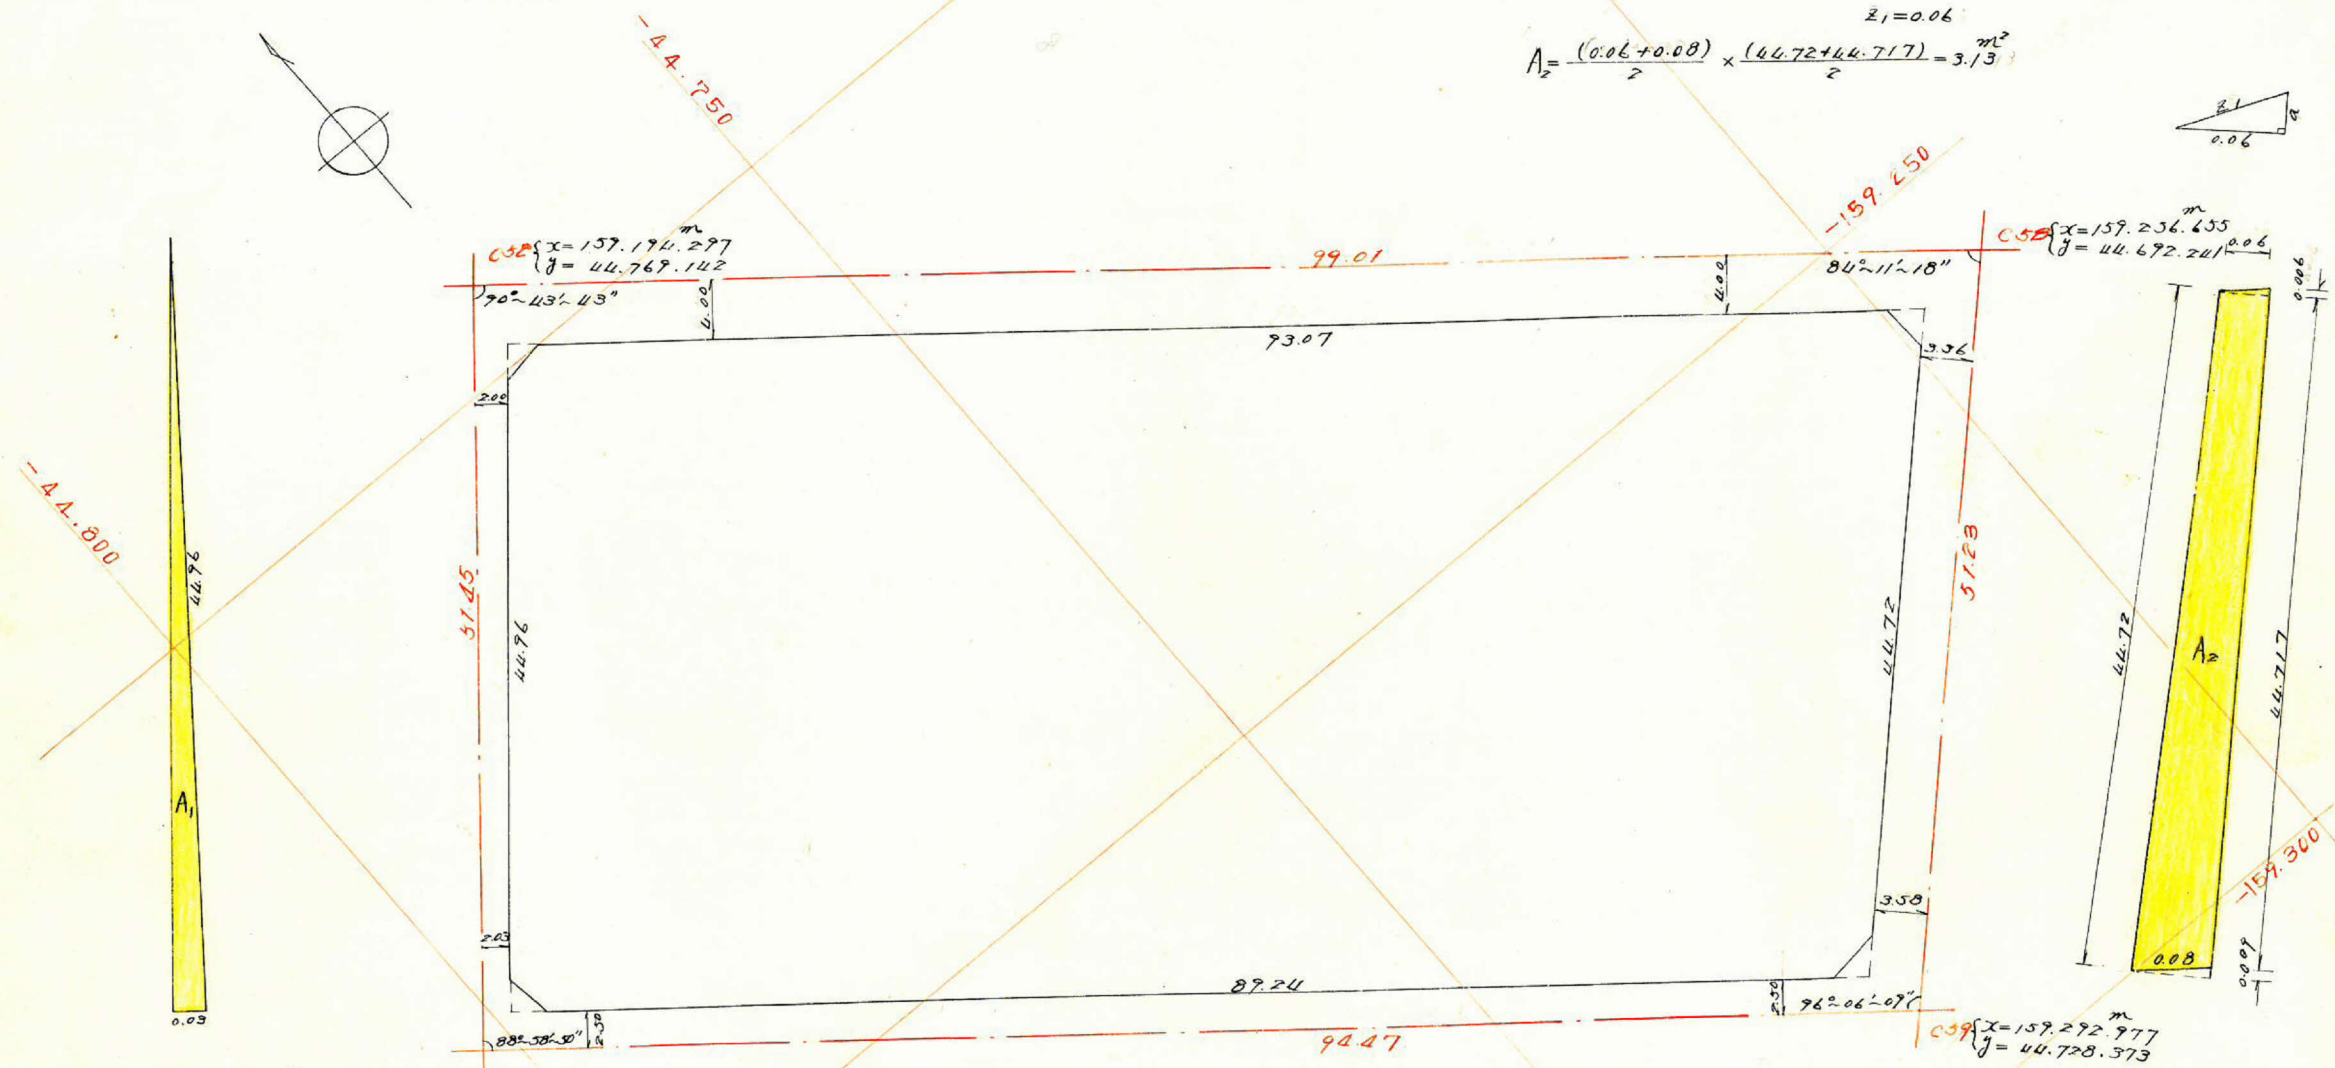 z₁=0.06
A₂= (0.06+0.08)/2 × (44.72+44.717)/2 = 3.13 m²
-44.750
z1
a
0.06
-159.250
C52 { x=159.194.297 m
y= 44.769.142
99.01
C58 { x=159.236.655 m
y= 44.692.241
0.06
84°~11'~18"
90°~43'~43"
4.00
4.00
0.006
93.07
3.36
2.00
-44.800
44.96
51.45
44.96
44.72
51.23
44.72
A₂
44.717
A₁
-159.300
3.58
2.03
0.08
0.009
89.24
2.50
96°~06'~09"
0.03
88°~58'~50"
2.50
94.47
C59 { x=159.292.977 m
y= 44.728.373